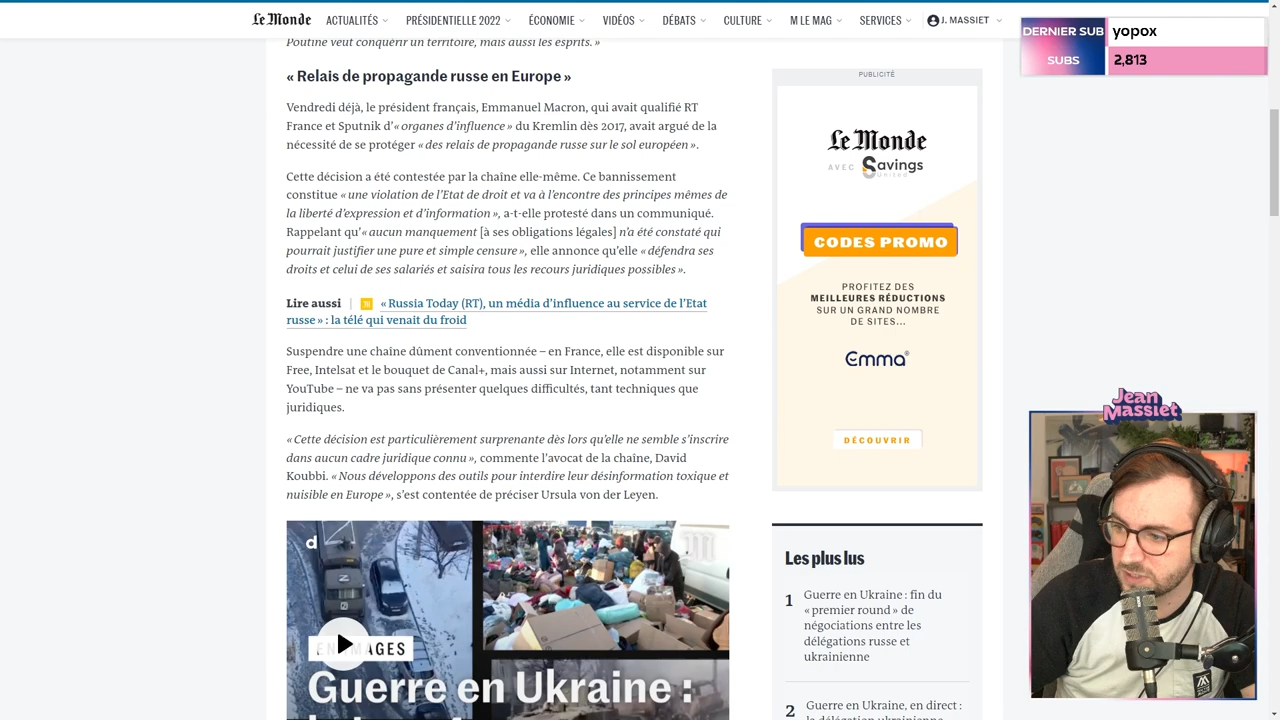 Le Monde
ACTUALITÉS
PRÉSIDENTIELLE 2022
ÉCONOMIE
VIDÉOS
DÉBATS
CULTURE
M LE MAG
SERVICES
J. MASSIET
Poutine veut conquérir un territoire, mais aussi les esprits. »
« Relais de propagande russe en Europe »
Vendredi déjà, le président français, Emmanuel Macron, qui avait qualifié RT
France et Sputnik d'« organes d'influence » du Kremlin dès 2017, avait argué de la
nécessité de se protéger « des relais de propagande russe sur le sol européen ».
Cette décision a été contestée par la chaîne elle-même. Ce bannissement
constitue « une violation de l'Etat de droit et va à l'encontre des principes mêmes de
la liberté d'expression et d'information », a-t-elle protesté dans un communiqué.
Rappelant qu'« aucun manquement [à ses obligations légales] n'a été constaté qui
pourrait justifier une pure et simple censure », elle annonce qu'elle « défendra ses
droits et celui de ses salariés et saisira tous les recours juridiques possibles ».
Lire aussi | « Russia Today (RT), un média d'influence au service de l'Etat
russe » : la télé qui venait du froid
Suspendre une chaîne dûment conventionnée – en France, elle est disponible sur
Free, Intelsat et le bouquet de Canal+, mais aussi sur Internet, notamment sur
YouTube – ne va pas sans présenter quelques difficultés, tant techniques que
juridiques.
« Cette décision est particulièrement surprenante dès lors qu'elle ne semble s'inscrire
dans aucun cadre juridique connu », commente l'avocat de la chaîne, David
Koubbi. « Nous développons des outils pour interdire leur désinformation toxique et
nuisible en Europe », s'est contentée de préciser Ursula von der Leyen.
d
M
EN IMAGES
Guerre en Ukraine :
PUBLICITÉ
Le Monde
AVEC Savings
united
CODES PROMO
PROFITEZ DES
MEILLEURES RÉDUCTIONS
SUR UN GRAND NOMBRE
DE SITES...
Emma®
DÉCOUVRIR
Les plus lus
1 Guerre en Ukraine : fin du
« premier round » de
négociations entre les
délégations russe et
ukrainienne
2 Guerre en Ukraine, en direct :
la délégation ukrainienne
DERNIER SUB
yopox
SUBS
2,813
Jean
Massiet